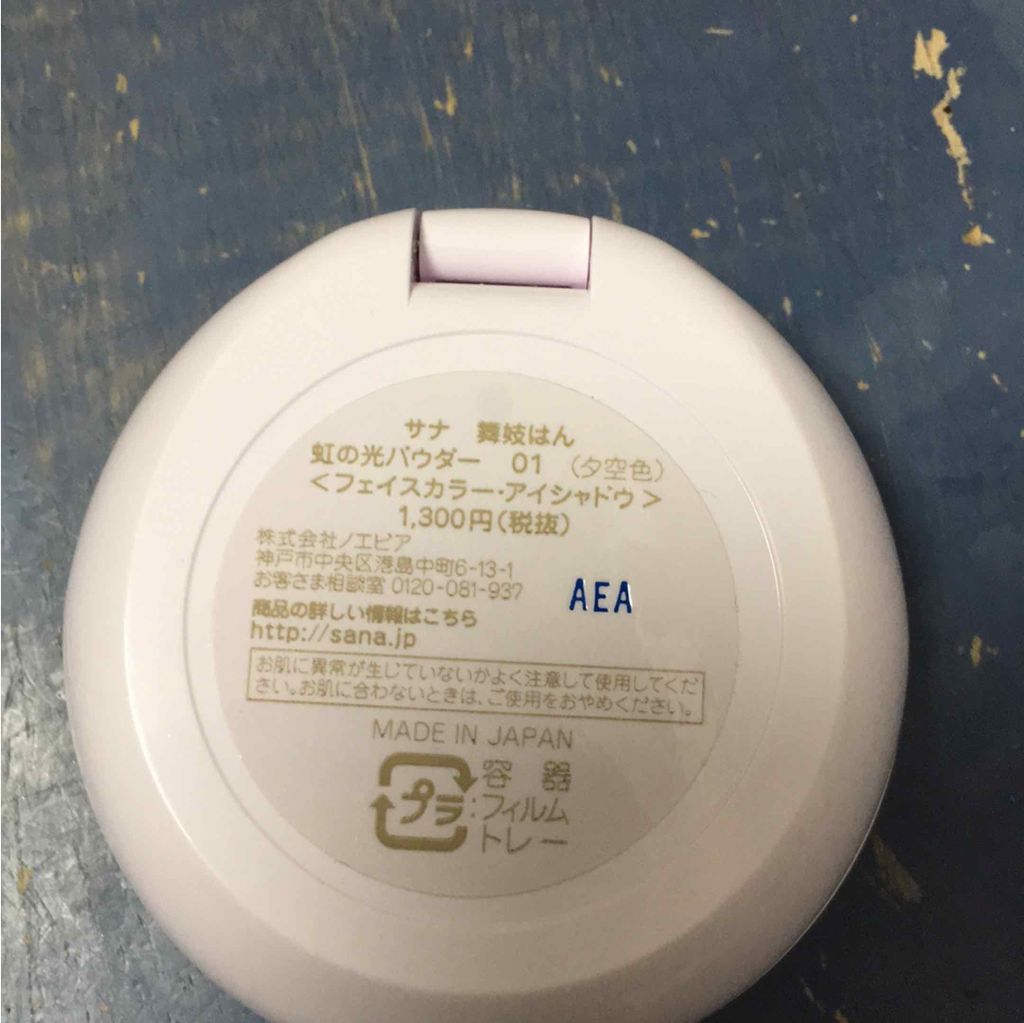 サナ 舞妓はん
虹の光パウダー 01 (夕空色)
<フェイスカラー・アイシャドウ>
1,300円(税抜)
株式会社ノエビア
神戸市中央区港島中町6-13-1
お客さま相談室 0120-081-937
AEA
商品の詳しい情報はこちら
http://sana.jp
お肌に異常が生じていないかよく注意して使用してくだ
さい。お肌に合わないときは、ご使用をおやめください。
MADE IN JAPAN
プラ
容器
:フィルム
トレー